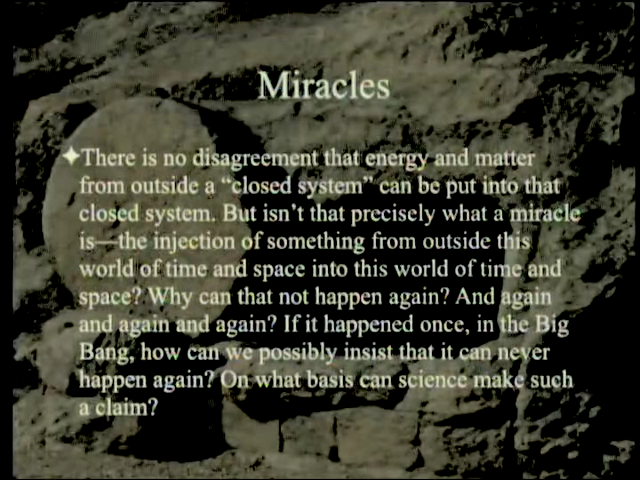 Miracles
There is no disagreement that energy and matter
from outside a “closed system” can be put into that
closed system. But isn’t that precisely what a miracle
is—the injection of something from outside this
world of time and space into this world of time and
space? Why can that not happen again? And again
and again and again? If it happened once, in the Big
Bang, how can we possibly insist that it can never
happen again? On what basis can science make such
a claim?